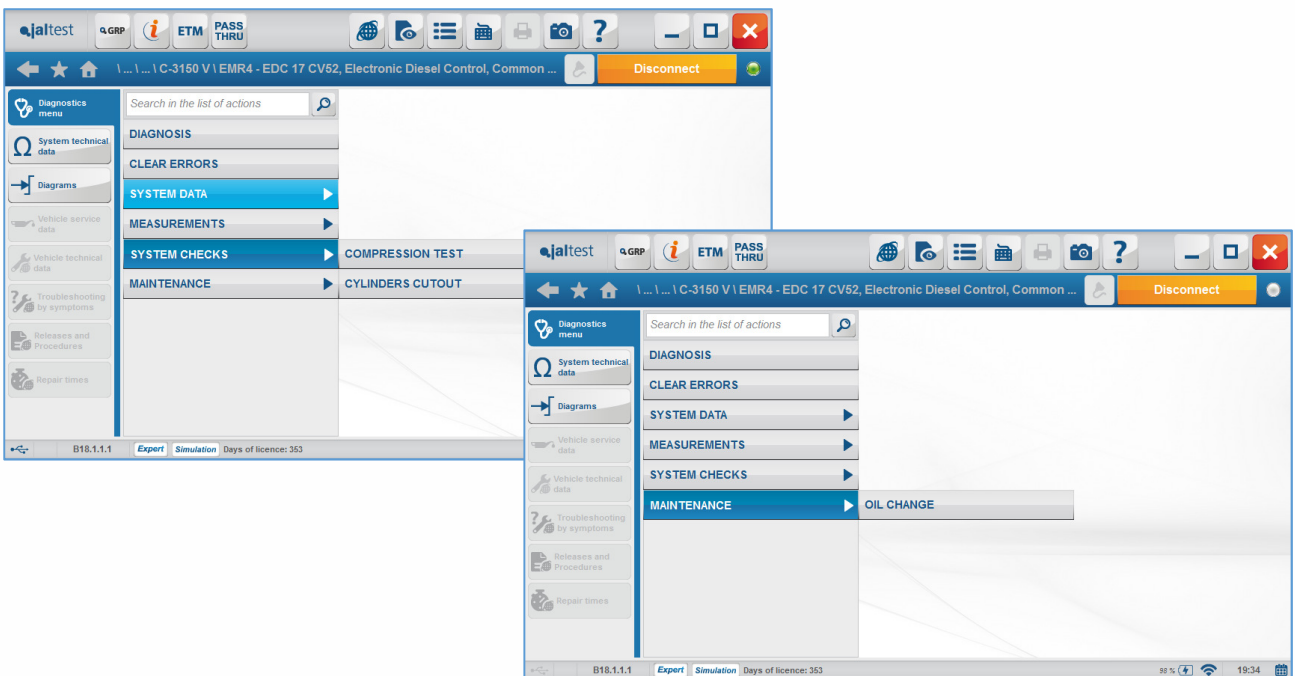 jaltest GRP i ETM PASS THRU ?
\ ... \ ... \ C-3150 V \ EMR4 - EDC 17 CV52, Electronic Diesel Control, Common ... Disconnect
Diagnostics menu
System technical data
Diagrams
Vehicle service data
Vehicle technical data
Troubleshooting by symptoms
Releases and Procedures
Repair times
Search in the list of actions
DIAGNOSIS
CLEAR ERRORS
SYSTEM DATA
MEASUREMENTS
SYSTEM CHECKS
COMPRESSION TEST
MAINTENANCE
CYLINDERS CUTOUT
B18.1.1.1 Expert Simulation Days of licence: 353
jaltest GRP i ETM PASS THRU ?
\ ... \ ... \ C-3150 V \ EMR4 - EDC 17 CV52, Electronic Diesel Control, Common ... Disconnect
Diagnostics menu
System technical data
Diagrams
Vehicle service data
Vehicle technical data
Troubleshooting by symptoms
Releases and Procedures
Repair times
Search in the list of actions
DIAGNOSIS
CLEAR ERRORS
SYSTEM DATA
MEASUREMENTS
SYSTEM CHECKS
MAINTENANCE
OIL CHANGE
B18.1.1.1 Expert Simulation Days of licence: 353 98 % 19:34